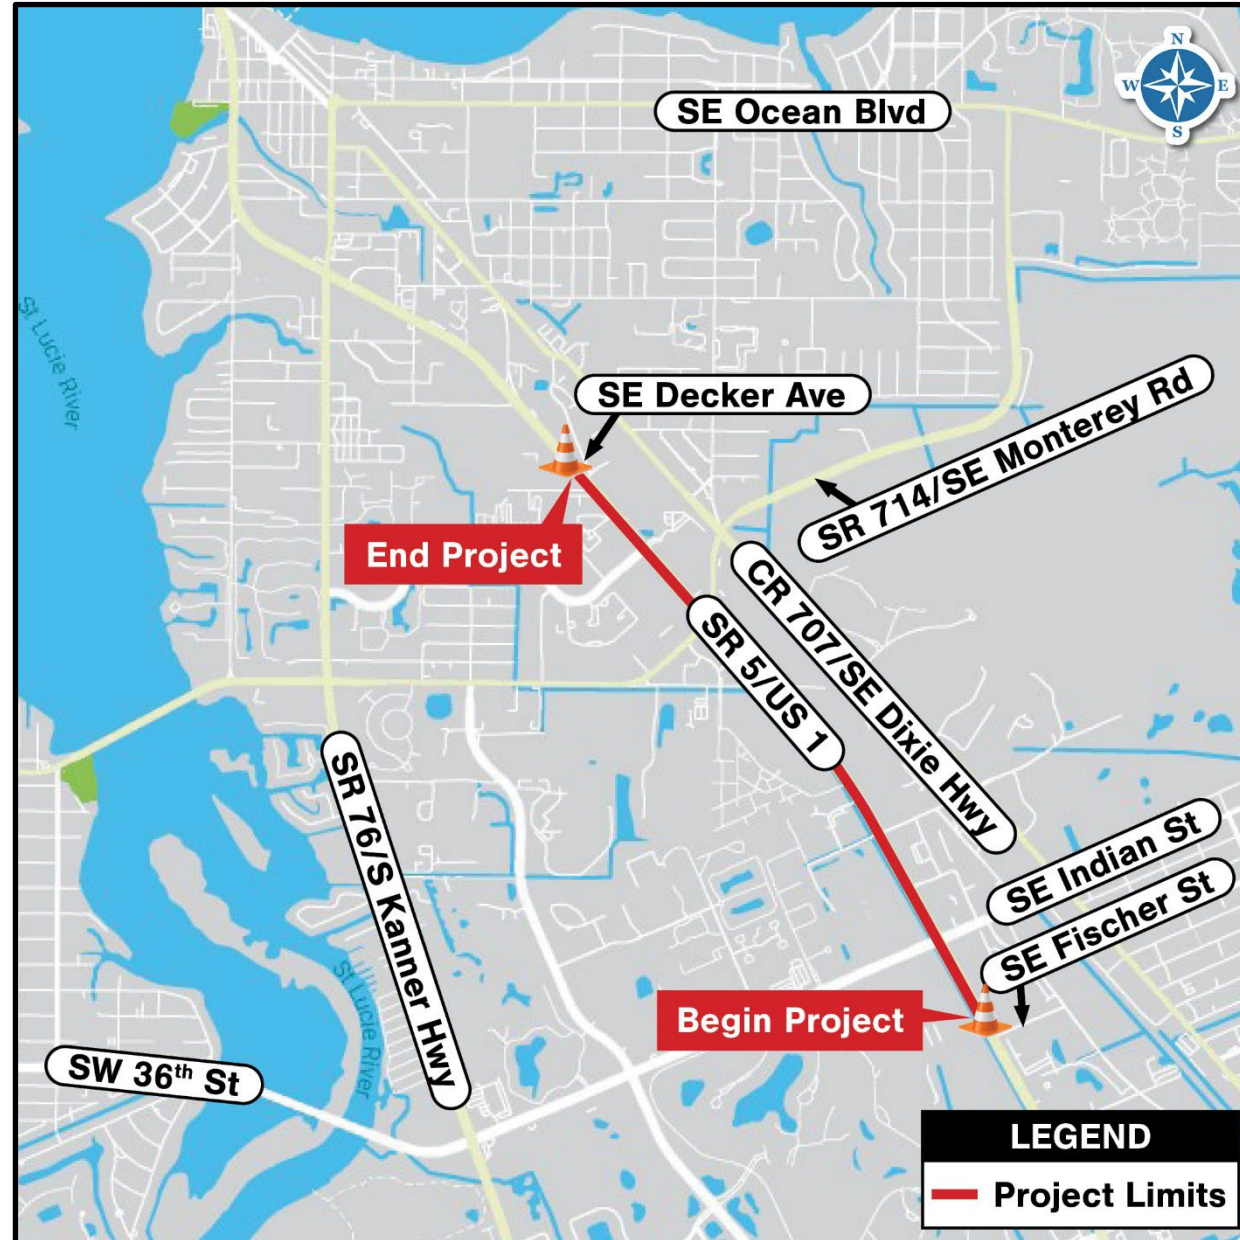 N
W E
S
SE Ocean Blvd
St Lucie River
SE Decker Ave
SR 714/SE Monterey Rd
End Project
CR 707/SE Dixie Hwy
SR 5/US 1
SR 76/S Kanner Hwy
SE Indian St
SE Fischer St
St Lucie River
Begin Project
SW 36th St
LEGEND
Project Limits